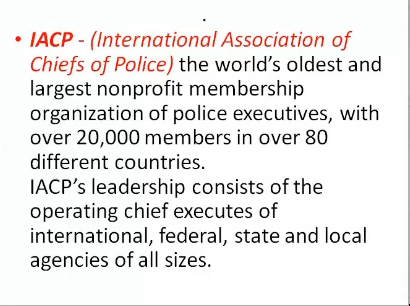 • IACP - (International Association of
Chiefs of Police) the world's oldest and
largest nonprofit membership
organization of police executives, with
over 20,000 members in over 80
different countries.
IACP's leadership consists of the
operating chief executes of
international, federal, state and local
agencies of all sizes.